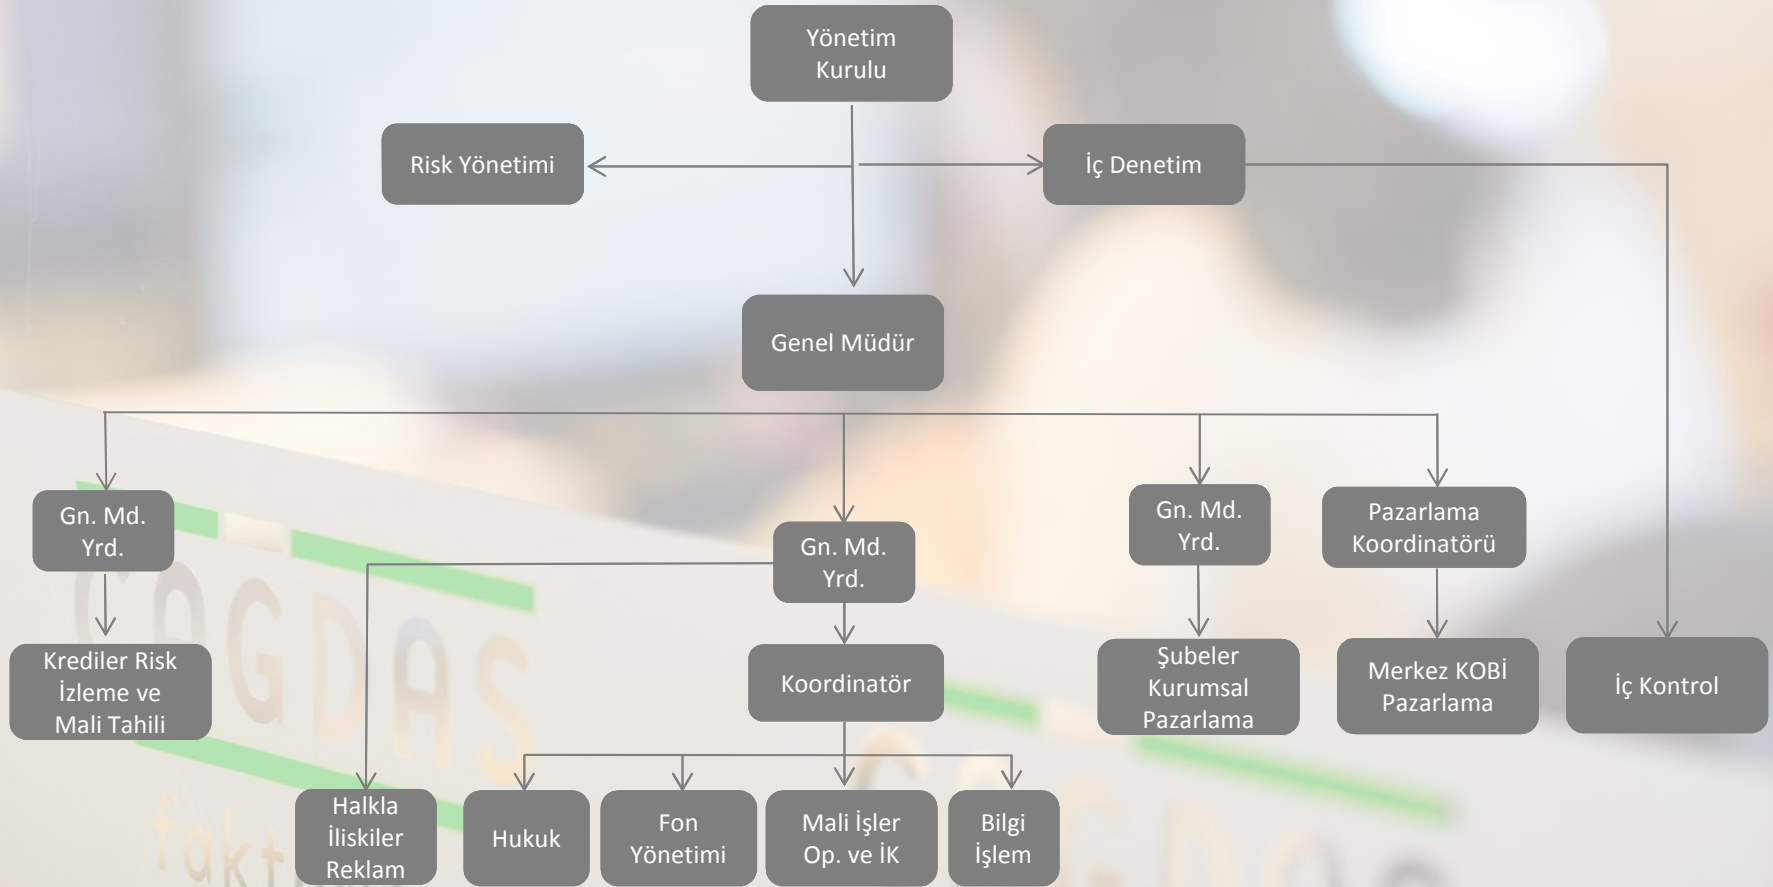 Yönetim
Kurulu
Risk Yönetimi
İç Denetim
Genel Müdür
Gn. Md.
Yrd.
Gn. Md.
Yrd.
Gn. Md.
Yrd.
Pazarlama
Koordinatörü
Krediler Risk
İzleme ve
Mali Tahili
Koordinatör
Şubeler
Kurumsal
Pazarlama
Merkez KOBİ
Pazarlama
İç Kontrol
Halkla
İliskiler
Reklam
Hukuk
Fon
Yönetimi
Mali İşler
Op. ve İK
Bilgi
İşlem
CAGDAS